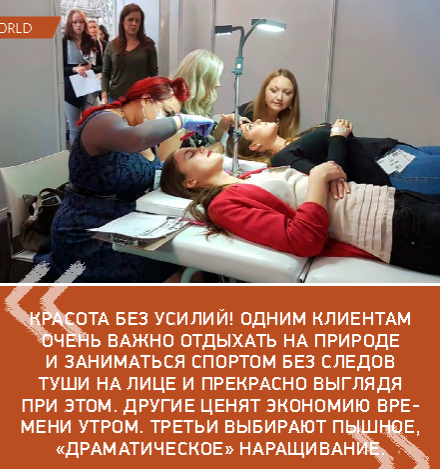 ORLD
КРАСОТА БЕЗ УСИЛИЙ! ОДНИМ КЛИЕНТАМ
ОЧЕНЬ ВАЖНО ОТДЫХАТЬ НА ПРИРОДЕ
И ЗАНИМАТЬСЯ СПОРТОМ БЕЗ СЛЕДОВ
ТУШИ НА ЛИЦЕ И ПРЕКРАСНО ВЫГЛЯДЯ
ПРИ ЭТОМ. ДРУГИЕ ЦЕНЯТ ЭКОНОМИЮ ВРЕ-
МЕНИ УТРОМ. ТРЕТЬИ ВЫБИРАЮТ ПЫШНОЕ,
«ДРАМАТИЧЕСКОЕ» НАРАЩИВАНИЕ.